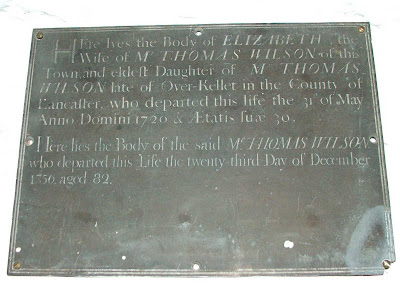 HEre lyes the Body of ELIZABETH the
Wife of Mr THOMAS WILSON of this
Town, and eldest Daughter of Mr THOMAS
WILSON late of Over-Kellet in the County of
Lancaster, who departed this life the 31st of May
Anno Domini 1720 & Ætatis suæ 30.
Here lies the Body of the said Mr THOMAS WILSON
who departed this Life the twenty third Day of December
1756, aged 82.